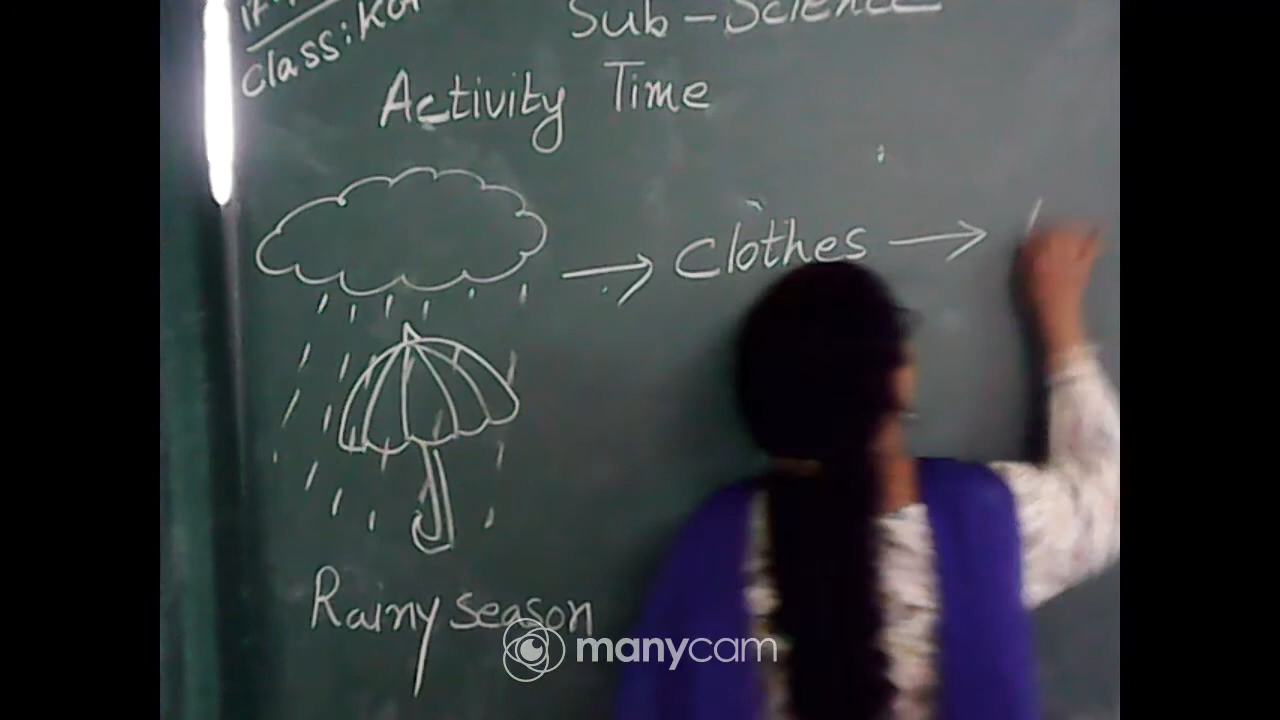 Sub - Science
class:
Activity Time
→ Clothes →
Rainy season
manycam